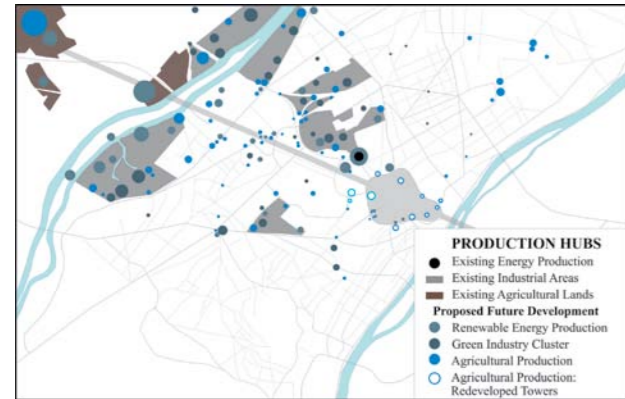 PRODUCTION HUBS
Existing Energy Production
Existing Industrial Areas
Existing Agricultural Lands
Proposed Future Development
Renewable Energy Production
Green Industry Cluster
Agricultural Production
Agricultural Production:
Redeveloped Towers